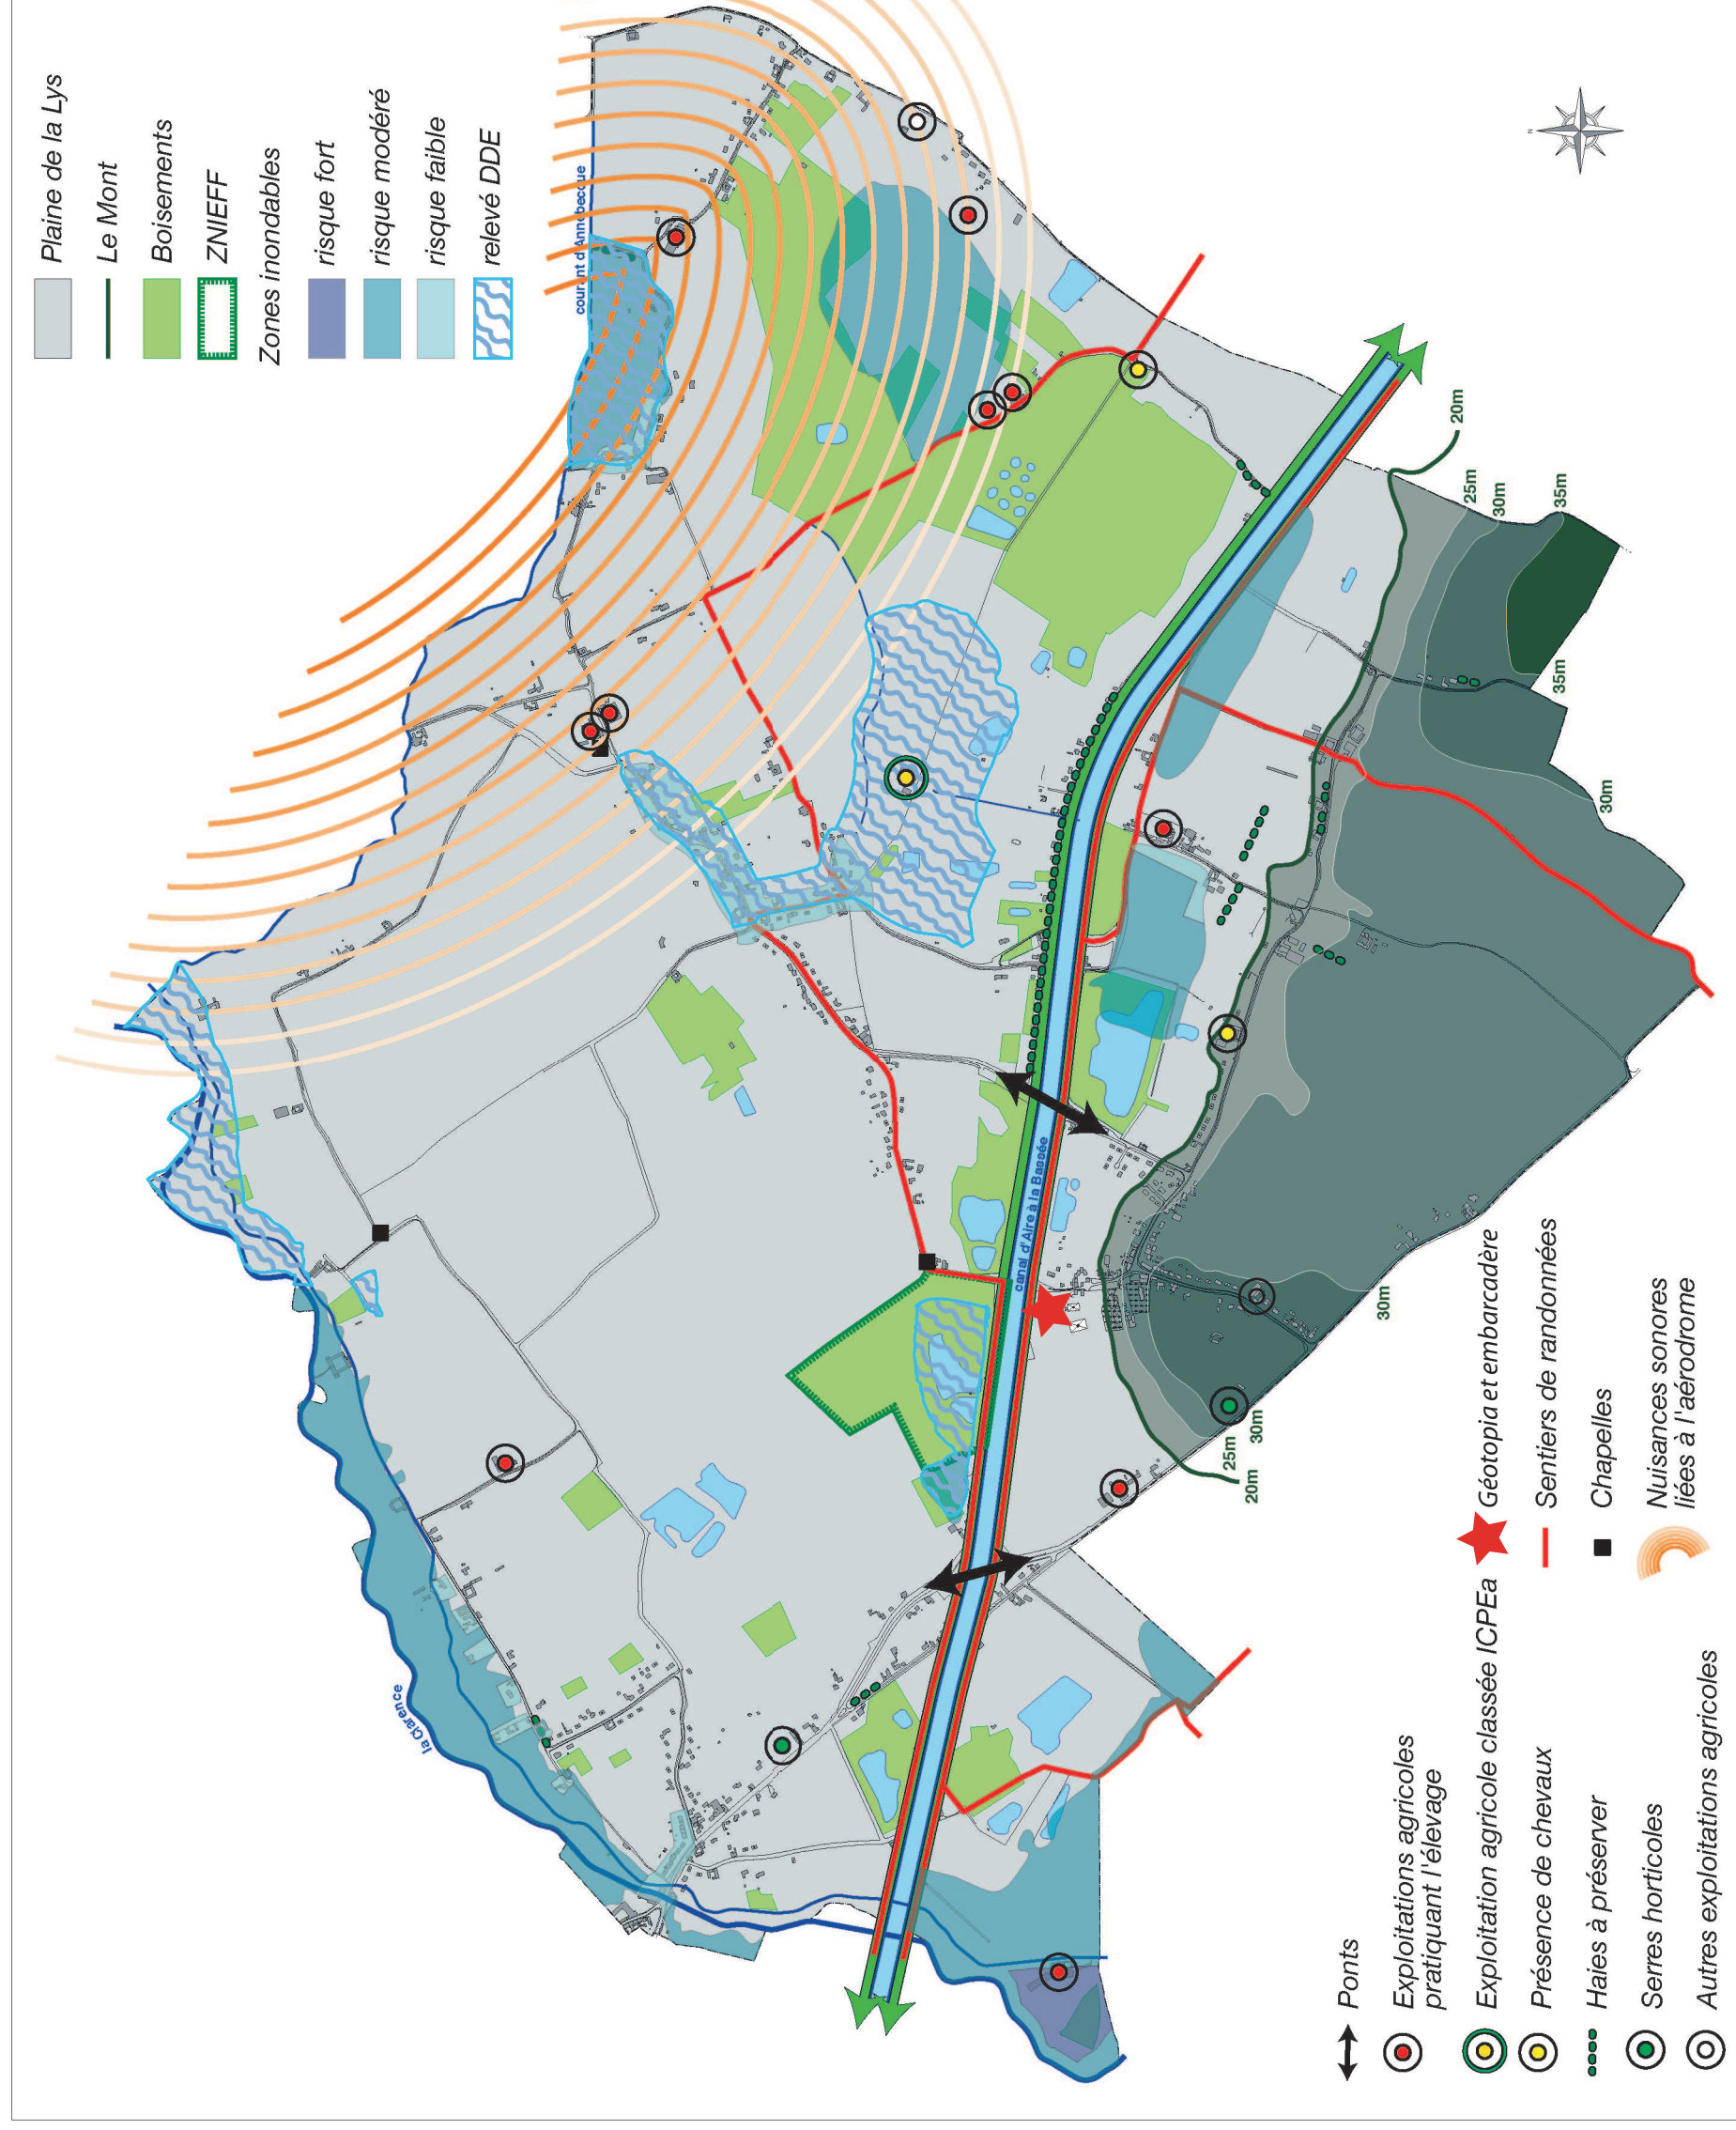 Plaine de la Lys
Le Mont
Boisements
ZNIEFF
Zones inondables
risque fort
risque modéré
risque faible
relevé DDE
courant d'Annebecque
la Clarence
canal d'Aire à la Bassée
20m
25m
30m
35m
35m
30m
30m
25m
30m
20m
N
Ponts
Exploitations agricoles
pratiquant l'élevage
Exploitation agricole classée ICPEa
Présence de chevaux
Haies à préserver
Serres horticoles
Autres exploitations agricoles
Géotopia et embarcadère
Sentiers de randonnées
Chapelles
Nuisances sonores
liées à l'aérodrome